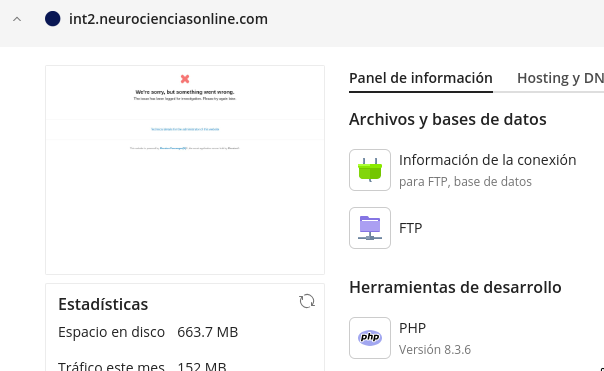 int2.neurocienciasonline.com
We're sorry, but something went wrong.
The issue has been logged for investigation. Please try again later.
Panel de información
Hosting y DN
Archivos y bases de datos
Información de la conexión
para FTP, base de datos
FTP
Herramientas de desarrollo
PHP
php
Versión 8.3.6
Estadísticas
Espacio en disco 663.7 MB
Tráfico este mes 152 MB